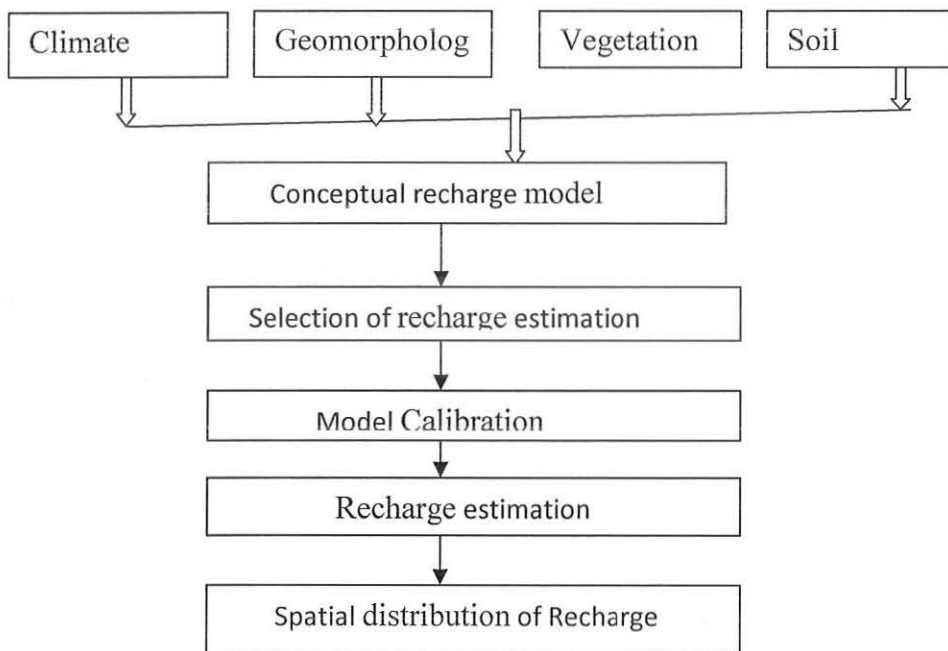 Climate
Geomorpholog
Vegetation
Soil
Conceptual recharge model
Selection of recharge estimation
Model Calibration
Recharge estimation
Spatial distribution of Recharge